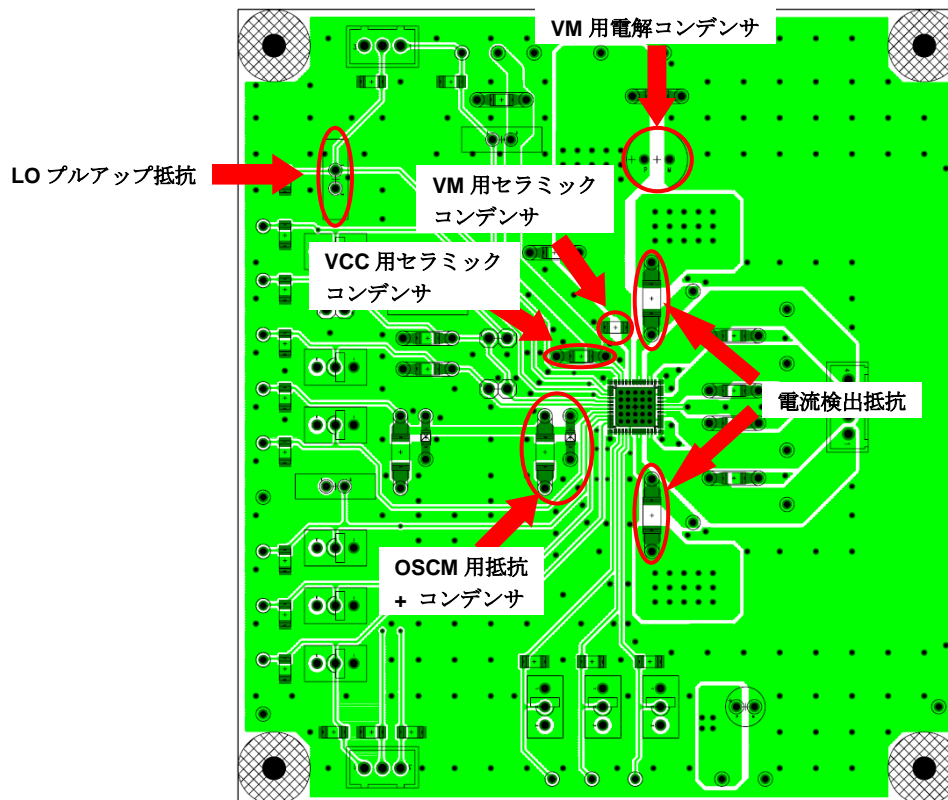 VM 用電解コンデンサ
LO プルアップ抵抗
VM 用セラミック
コンデンサ
VCC 用セラミック
コンデンサ
電流検出抵抗
OSCM 用抵抗
+ コンデンサ